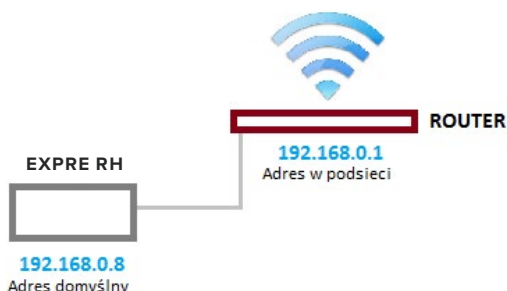 ROUTER
192.168.0.1
Adres w podsieci
EXPRE RH
192.168.0.8
Adres domyślny